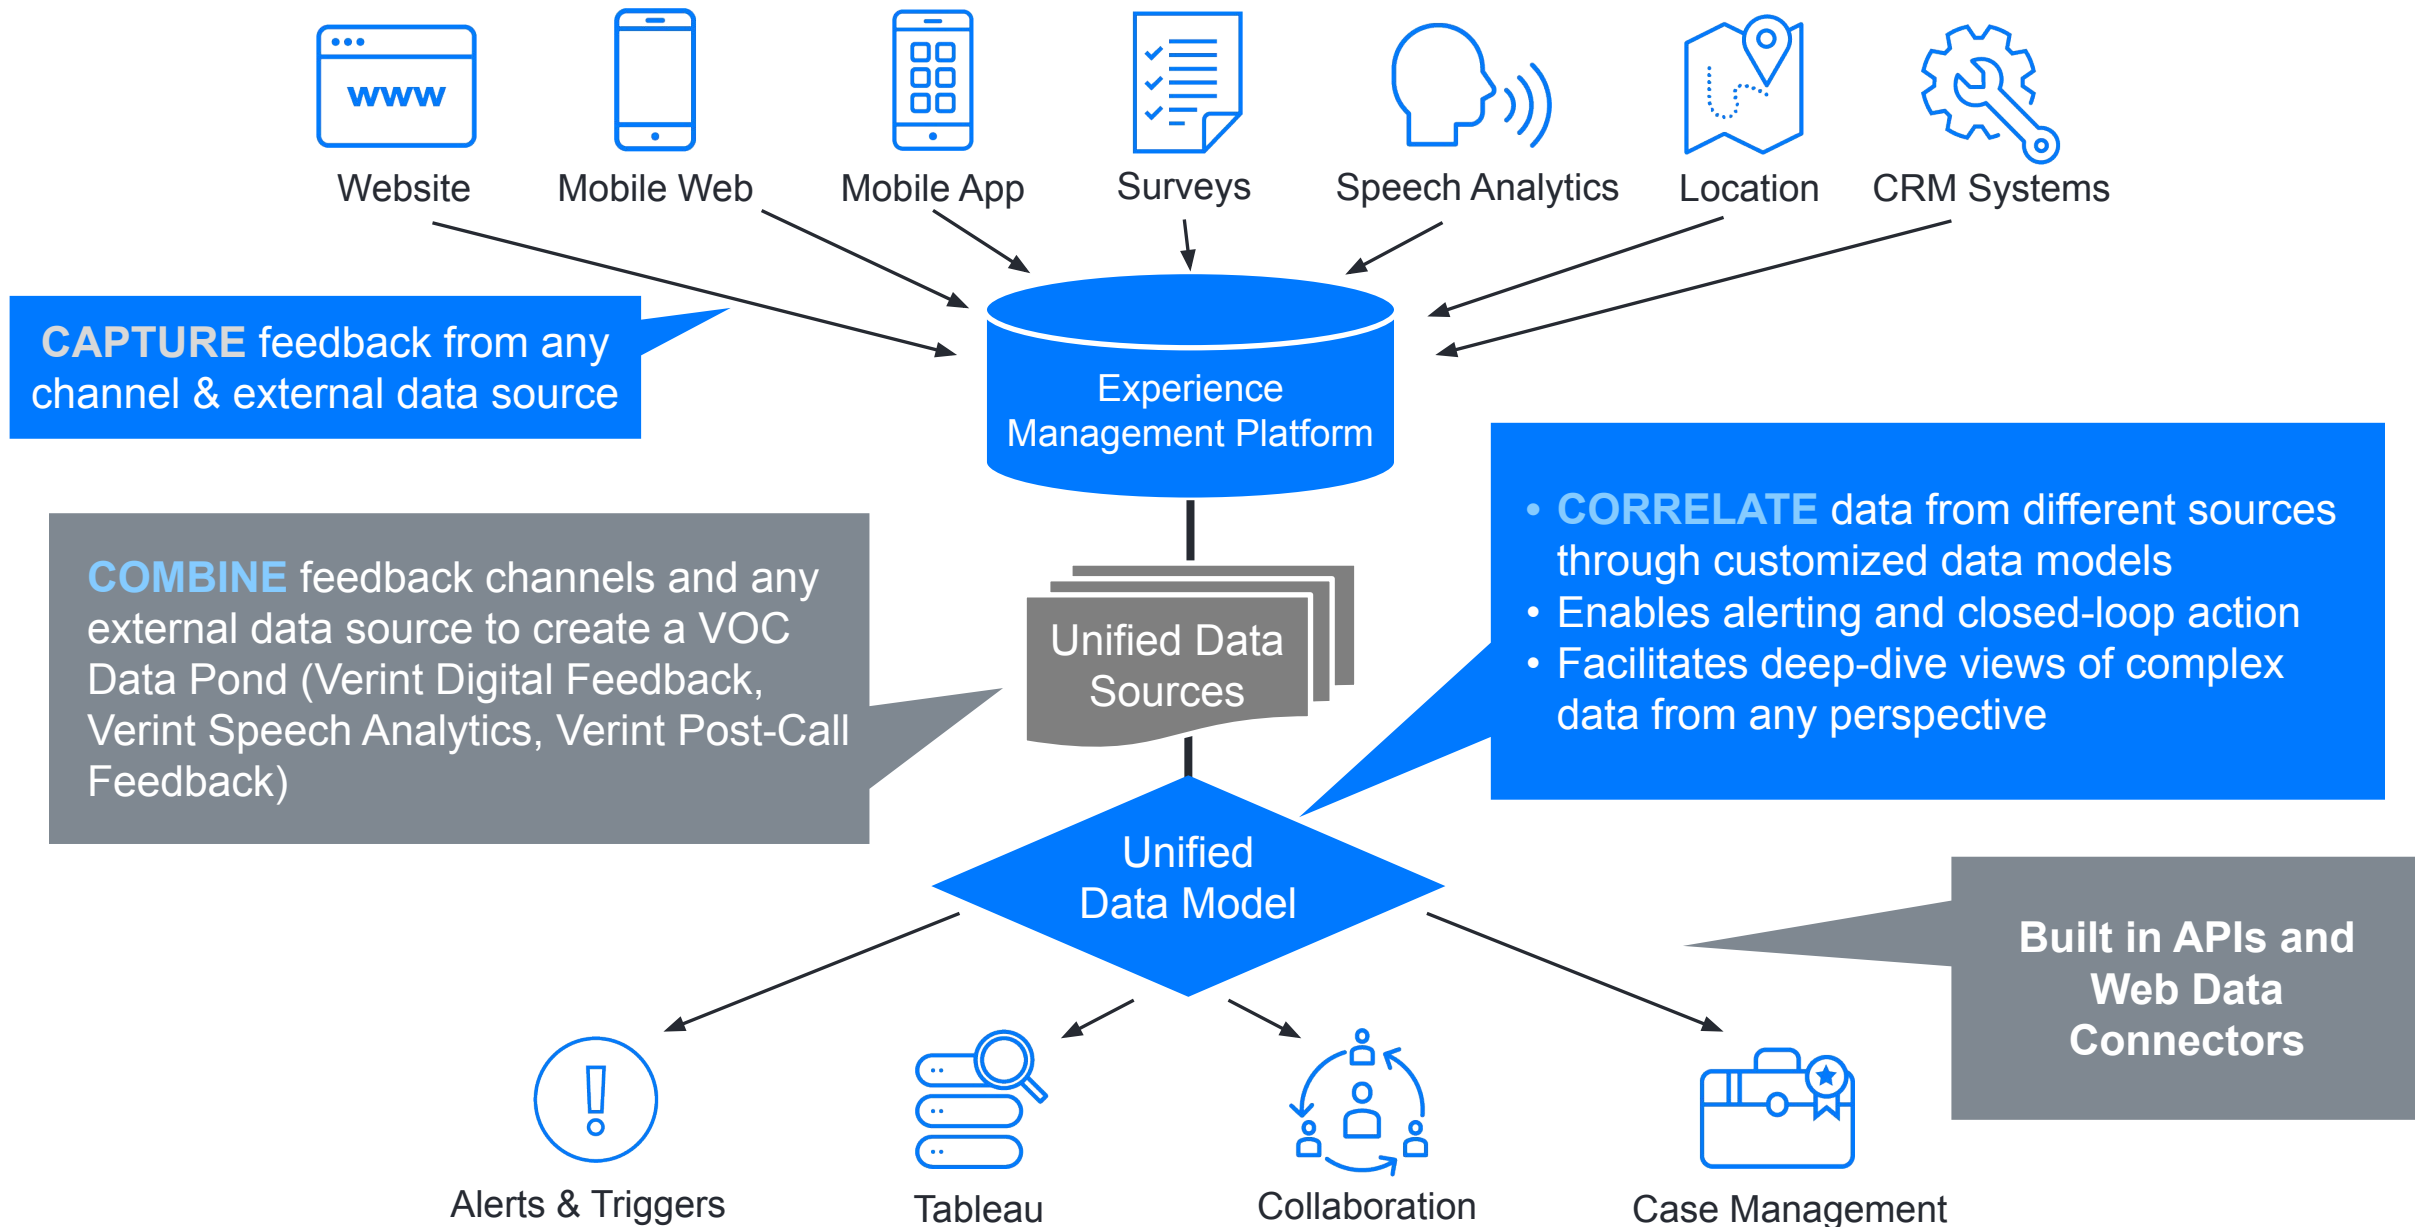 www
Website
Mobile Web
Mobile App
Surveys
Speech Analytics
Location
CRM Systems
CAPTURE feedback from any
channel & external data source
Experience
Management Platform
COMBINE feedback channels and any
external data source to create a VOC
Data Pond (Verint Digital Feedback,
Verint Speech Analytics, Verint Post-Call
Feedback)
Unified Data
Sources
• CORRELATE data from different sources
through customized data models
• Enables alerting and closed-loop action
• Facilitates deep-dive views of complex
data from any perspective
Unified
Data Model
Built in APIs and
Web Data
Connectors
Alerts & Triggers
Tableau
Collaboration
Case Management